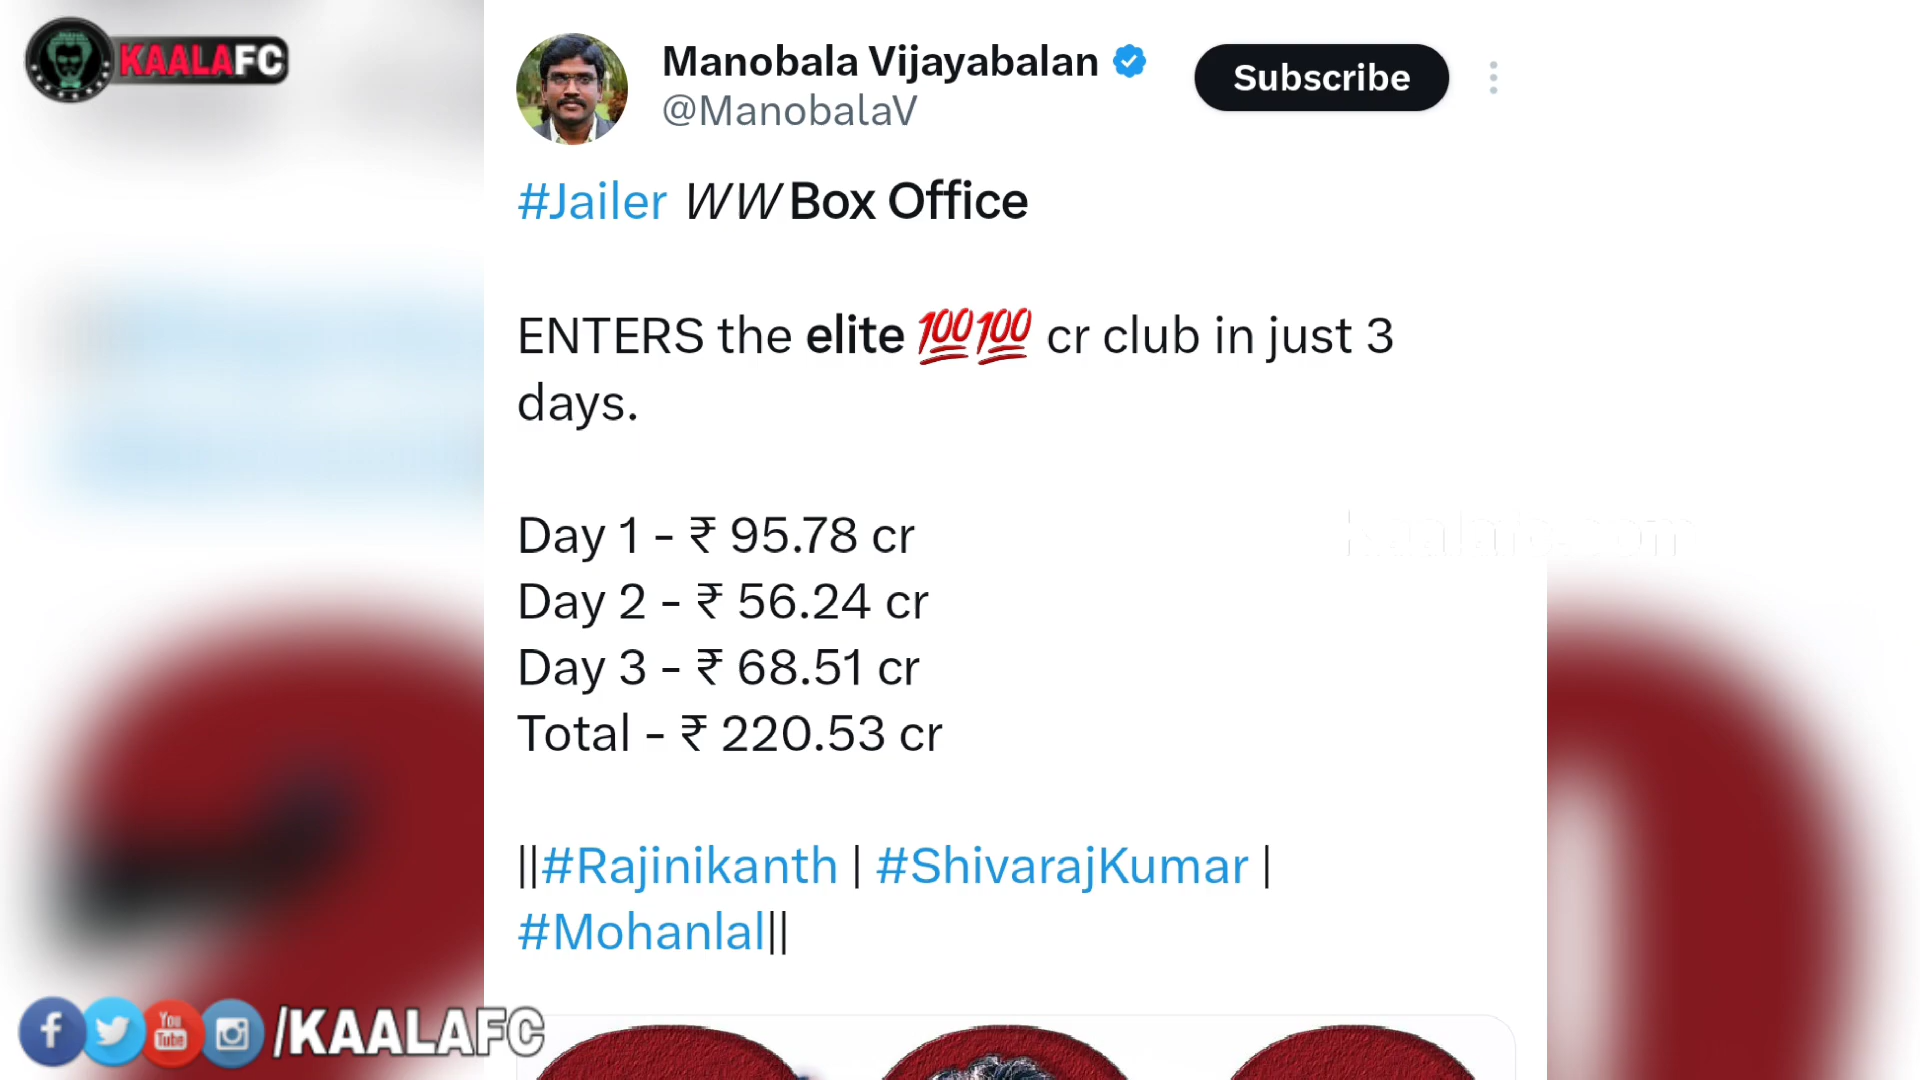 KAALAFC
Manobala Vijayabalan
@ManobalaV
Subscribe
#Jailer WW Box Office
ENTERS the elite 💯💯 cr club in just 3
days.
Day 1 - ₹ 95.78 cr
Day 2 - ₹ 56.24 cr
Day 3 - ₹ 68.51 cr
Total - ₹ 220.53 cr
||#Rajinikanth | #ShivarajKumar |
#Mohanlal||
You Tube
/KAALAFC